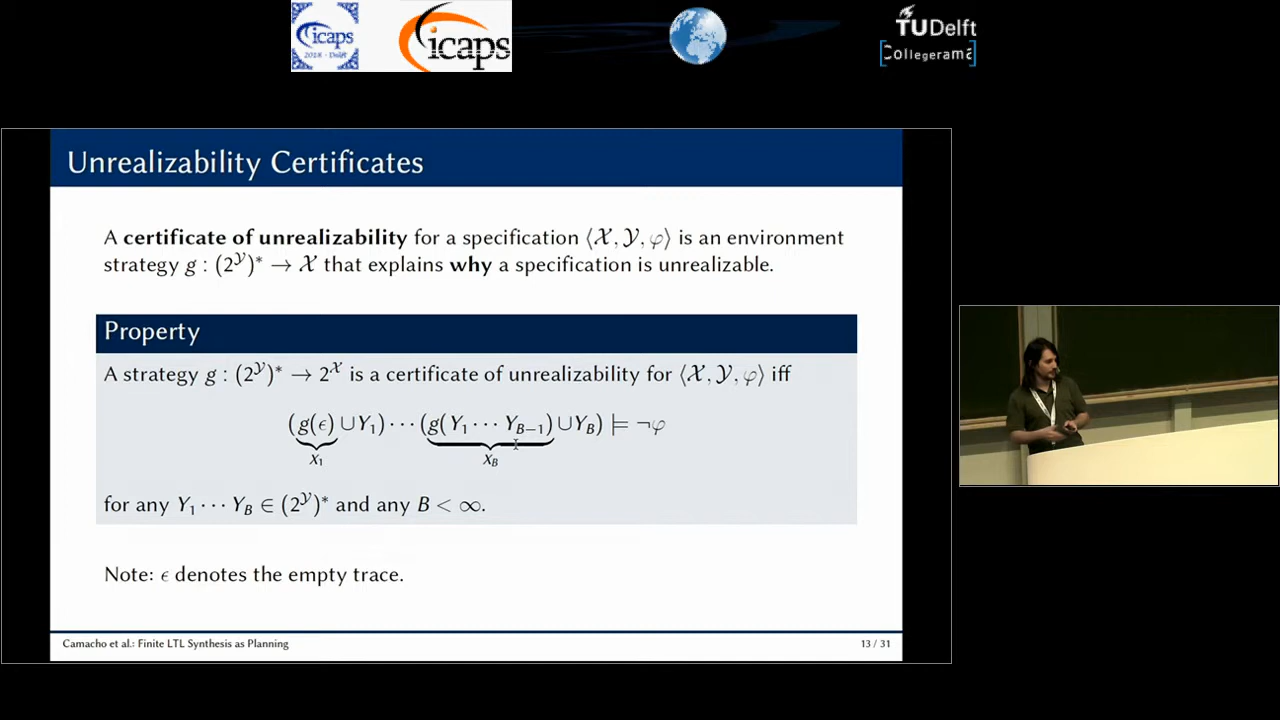 icaps
2018 - Delft
icaps
TUDelft
Collegerama
Unrealizability Certificates
A certificate of unrealizability for a specification ⟨𝒳, 𝒴, φ⟩ is an environment
strategy g : (2^𝒴)* → 𝒳 that explains why a specification is unrealizable.
Property
A strategy g : (2^𝒴)* → 2^𝒳 is a certificate of unrealizability for ⟨𝒳, 𝒴, φ⟩ iff
(g(ϵ) ∪ Y₁) · · · (g(Y₁ · · · Y_{B−1}) ∪ Y_B) ⊨ ¬φ
X₁ X_B
for any Y₁ · · · Y_B ∈ (2^𝒴)* and any B < ∞.
Note: ϵ denotes the empty trace.
Camacho et al.: Finite LTL Synthesis as Planning
13 / 31